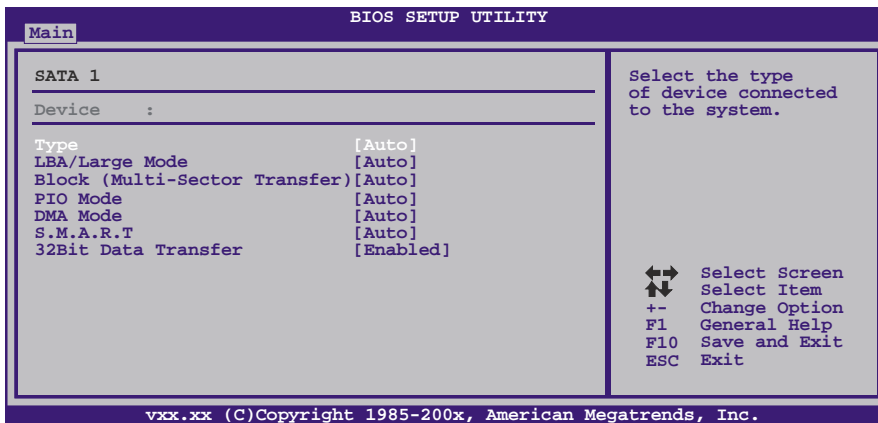 BIOS SETUP UTILITY
Main
SATA 1
Device :
Type [Auto]
LBA/Large Mode [Auto]
Block (Multi-Sector Transfer)[Auto]
PIO Mode [Auto]
DMA Mode [Auto]
S.M.A.R.T [Auto]
32Bit Data Transfer [Enabled]
Select the type
of device connected
to the system.
Select Screen
Select Item
+- Change Option
F1 General Help
F10 Save and Exit
ESC Exit
vxx.xx (C)Copyright 1985-200x, American Megatrends, Inc.